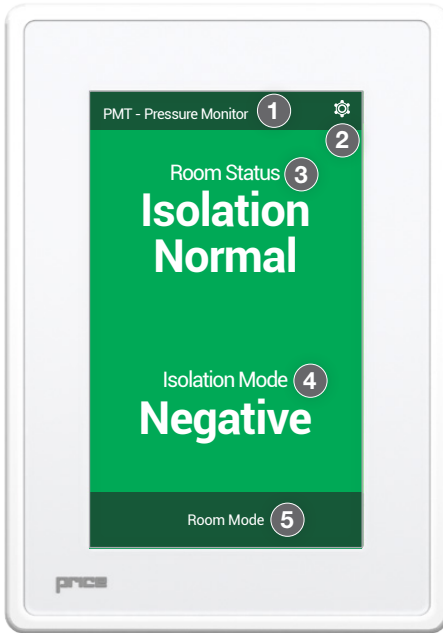 PMT - Pressure Monitor 1
2
Room Status 3
Isolation
Normal
Isolation Mode 4
Negative
Room Mode 5
price